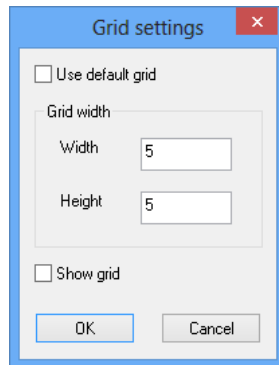 Grid settings
Use default grid
Grid width
Width 5
Height 5
Show grid
OK Cancel